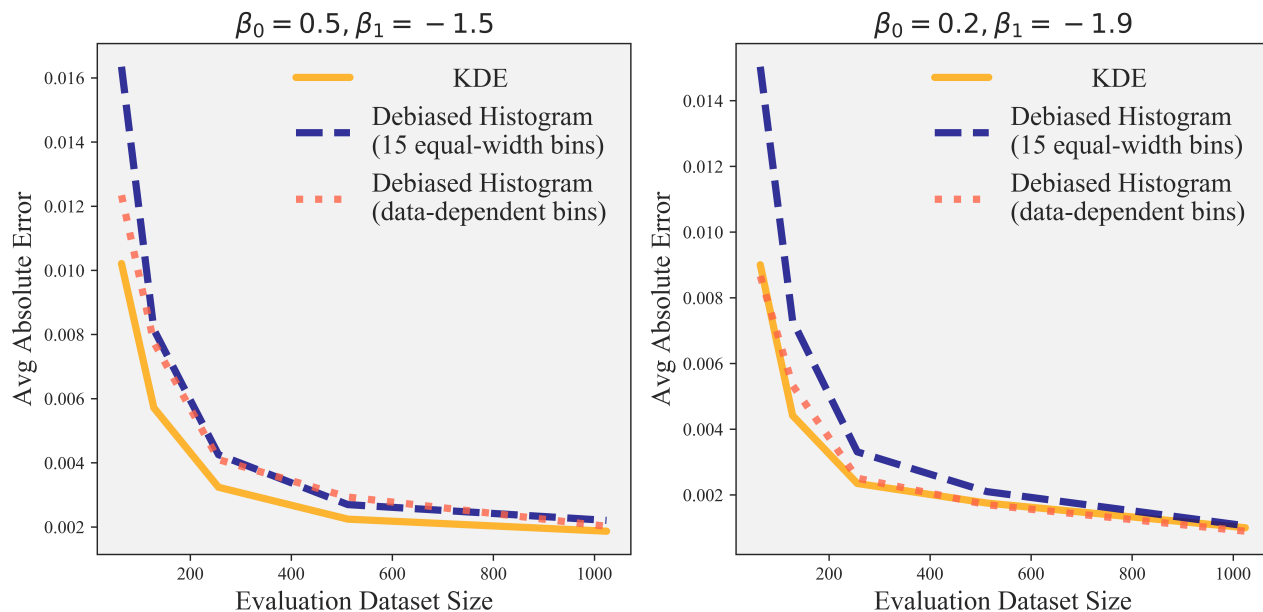 β₀ = 0.5, β₁ = −1.5
KDE
Debiased Histogram
(15 equal-width bins)
Debiased Histogram
(data-dependent bins)
0.016
0.014
0.012
0.010
0.008
0.006
0.004
0.002
Avg Absolute Error
200
400
600
800
1000
Evaluation Dataset Size
β₀ = 0.2, β₁ = −1.9
KDE
Debiased Histogram
(15 equal-width bins)
Debiased Histogram
(data-dependent bins)
0.014
0.012
0.010
0.008
0.006
0.004
0.002
Avg Absolute Error
200
400
600
800
1000
Evaluation Dataset Size